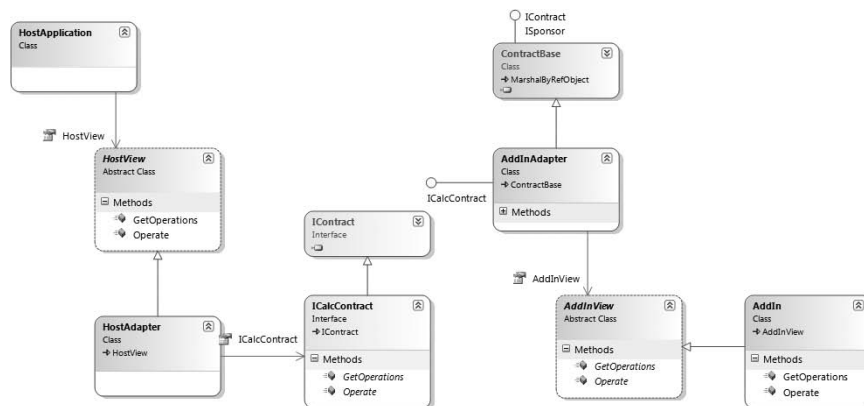 HostApplication
Class
HostView
HostView
Abstract Class
Methods
GetOperations
Operate
HostAdapter
Class
HostView
ICalcContract
IContract
Interface
ICalcContract
Interface
IContract
Methods
GetOperations
Operate
IContract
ISponsor
ContractBase
Class
MarshalByRefObject
AddInAdapter
Class
ContractBase
Methods
ICalcContract
AddInView
AddInView
Abstract Class
Methods
GetOperations
Operate
AddIn
Class
AddInView
Methods
GetOperations
Operate